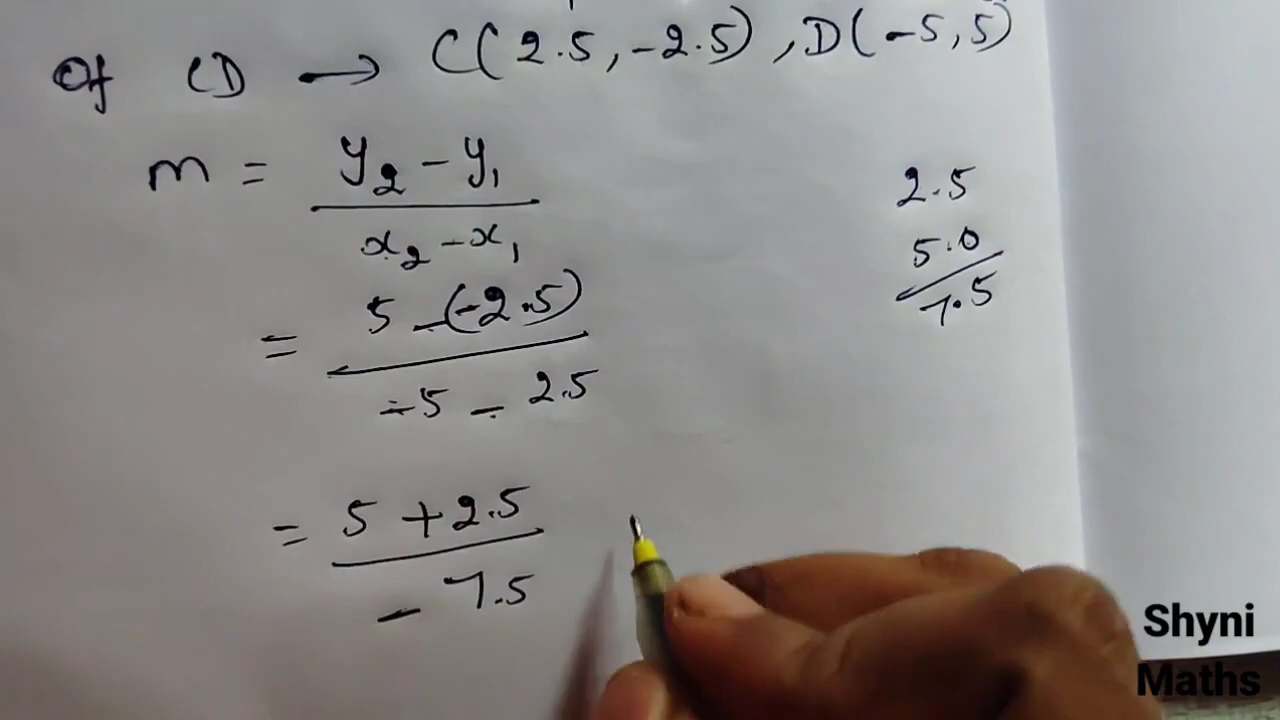 Of CD → C(2.5, -2.5), D(-5, 5)
m = y₂ - y₁
x₂ - x₁
= 5 - (-2.5)
-5 - 2.5
= 5 + 2.5
- 7.5
2.5
5.0
7.5
Shyni
Maths